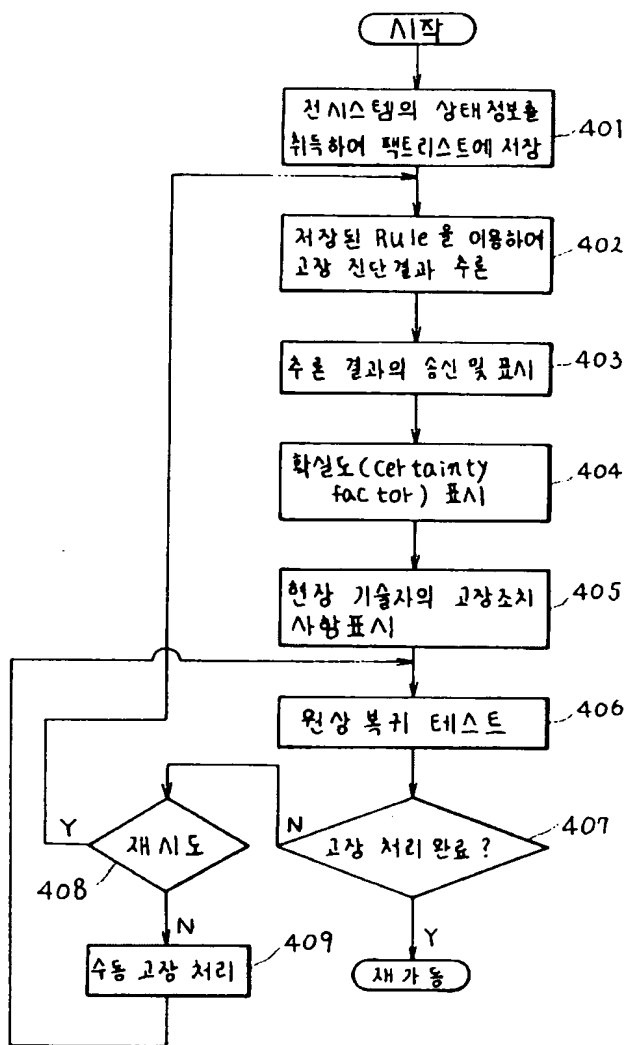 시작
전시스템의 상태정보를
취득하여 팩트리스트에 저장
401
저장된 Rule을 이용하여
고장 진단결과 추론
402
추론 결과의 송신 및 표시
403
확실도(Certainty
factor) 표시
404
현장 기술자의 고장조치
사항표시
405
원상 복귀 테스트
406
고장 처리 완료?
407
N
Y
재시도
408
Y
N
수동 고장 처리
409
재가동